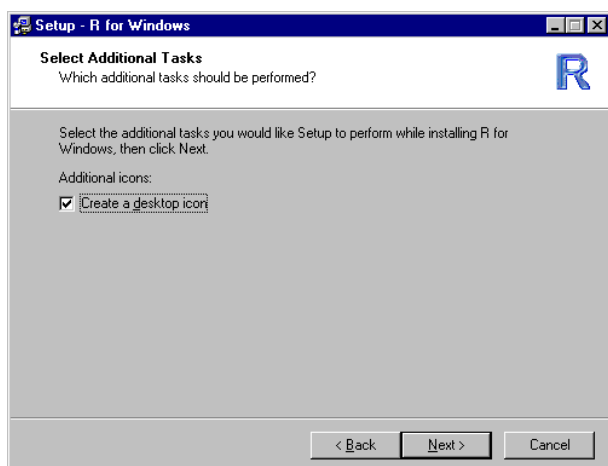 Setup - R for Windows
Select Additional Tasks
Which additional tasks should be performed?
R
Select the additional tasks you would like Setup to perform while installing R for
Windows, then click Next.
Additional icons:
Create a desktop icon
< Back
Next >
Cancel